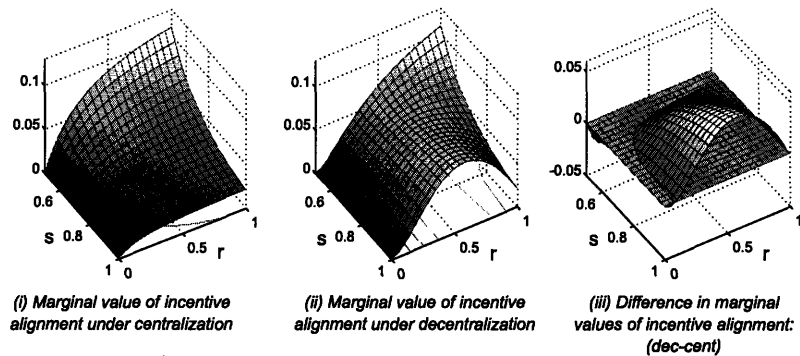 0.1
0.05
0
0.6
s 0.8
1 0
0.5 r
1
0.1
0.05
0
0.6
s 0.8
1 0
0.5 r
1
0.05
0
-0.05
0.6
s 0.8
1 0
0.5 r
1
(i) Marginal value of incentive
alignment under centralization
(ii) Marginal value of incentive
alignment under decentralization
(iii) Difference in marginal
values of incentive alignment:
(dec-cent)